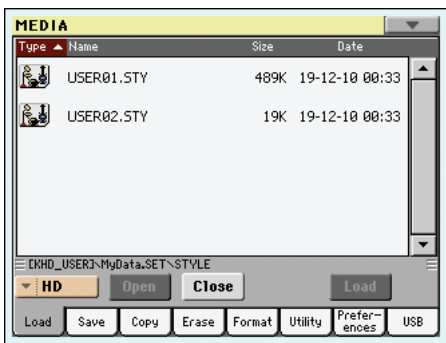 MEDIA
Type Name Size Date
USER01.STY 489K 19-12-10 00:33
USER02.STY 19K 19-12-10 00:33
[KHD_USER]\MyData.SET\STYLE
HD Open Close Load
Load Save Copy Erase Format Utility Prefer-ences USB